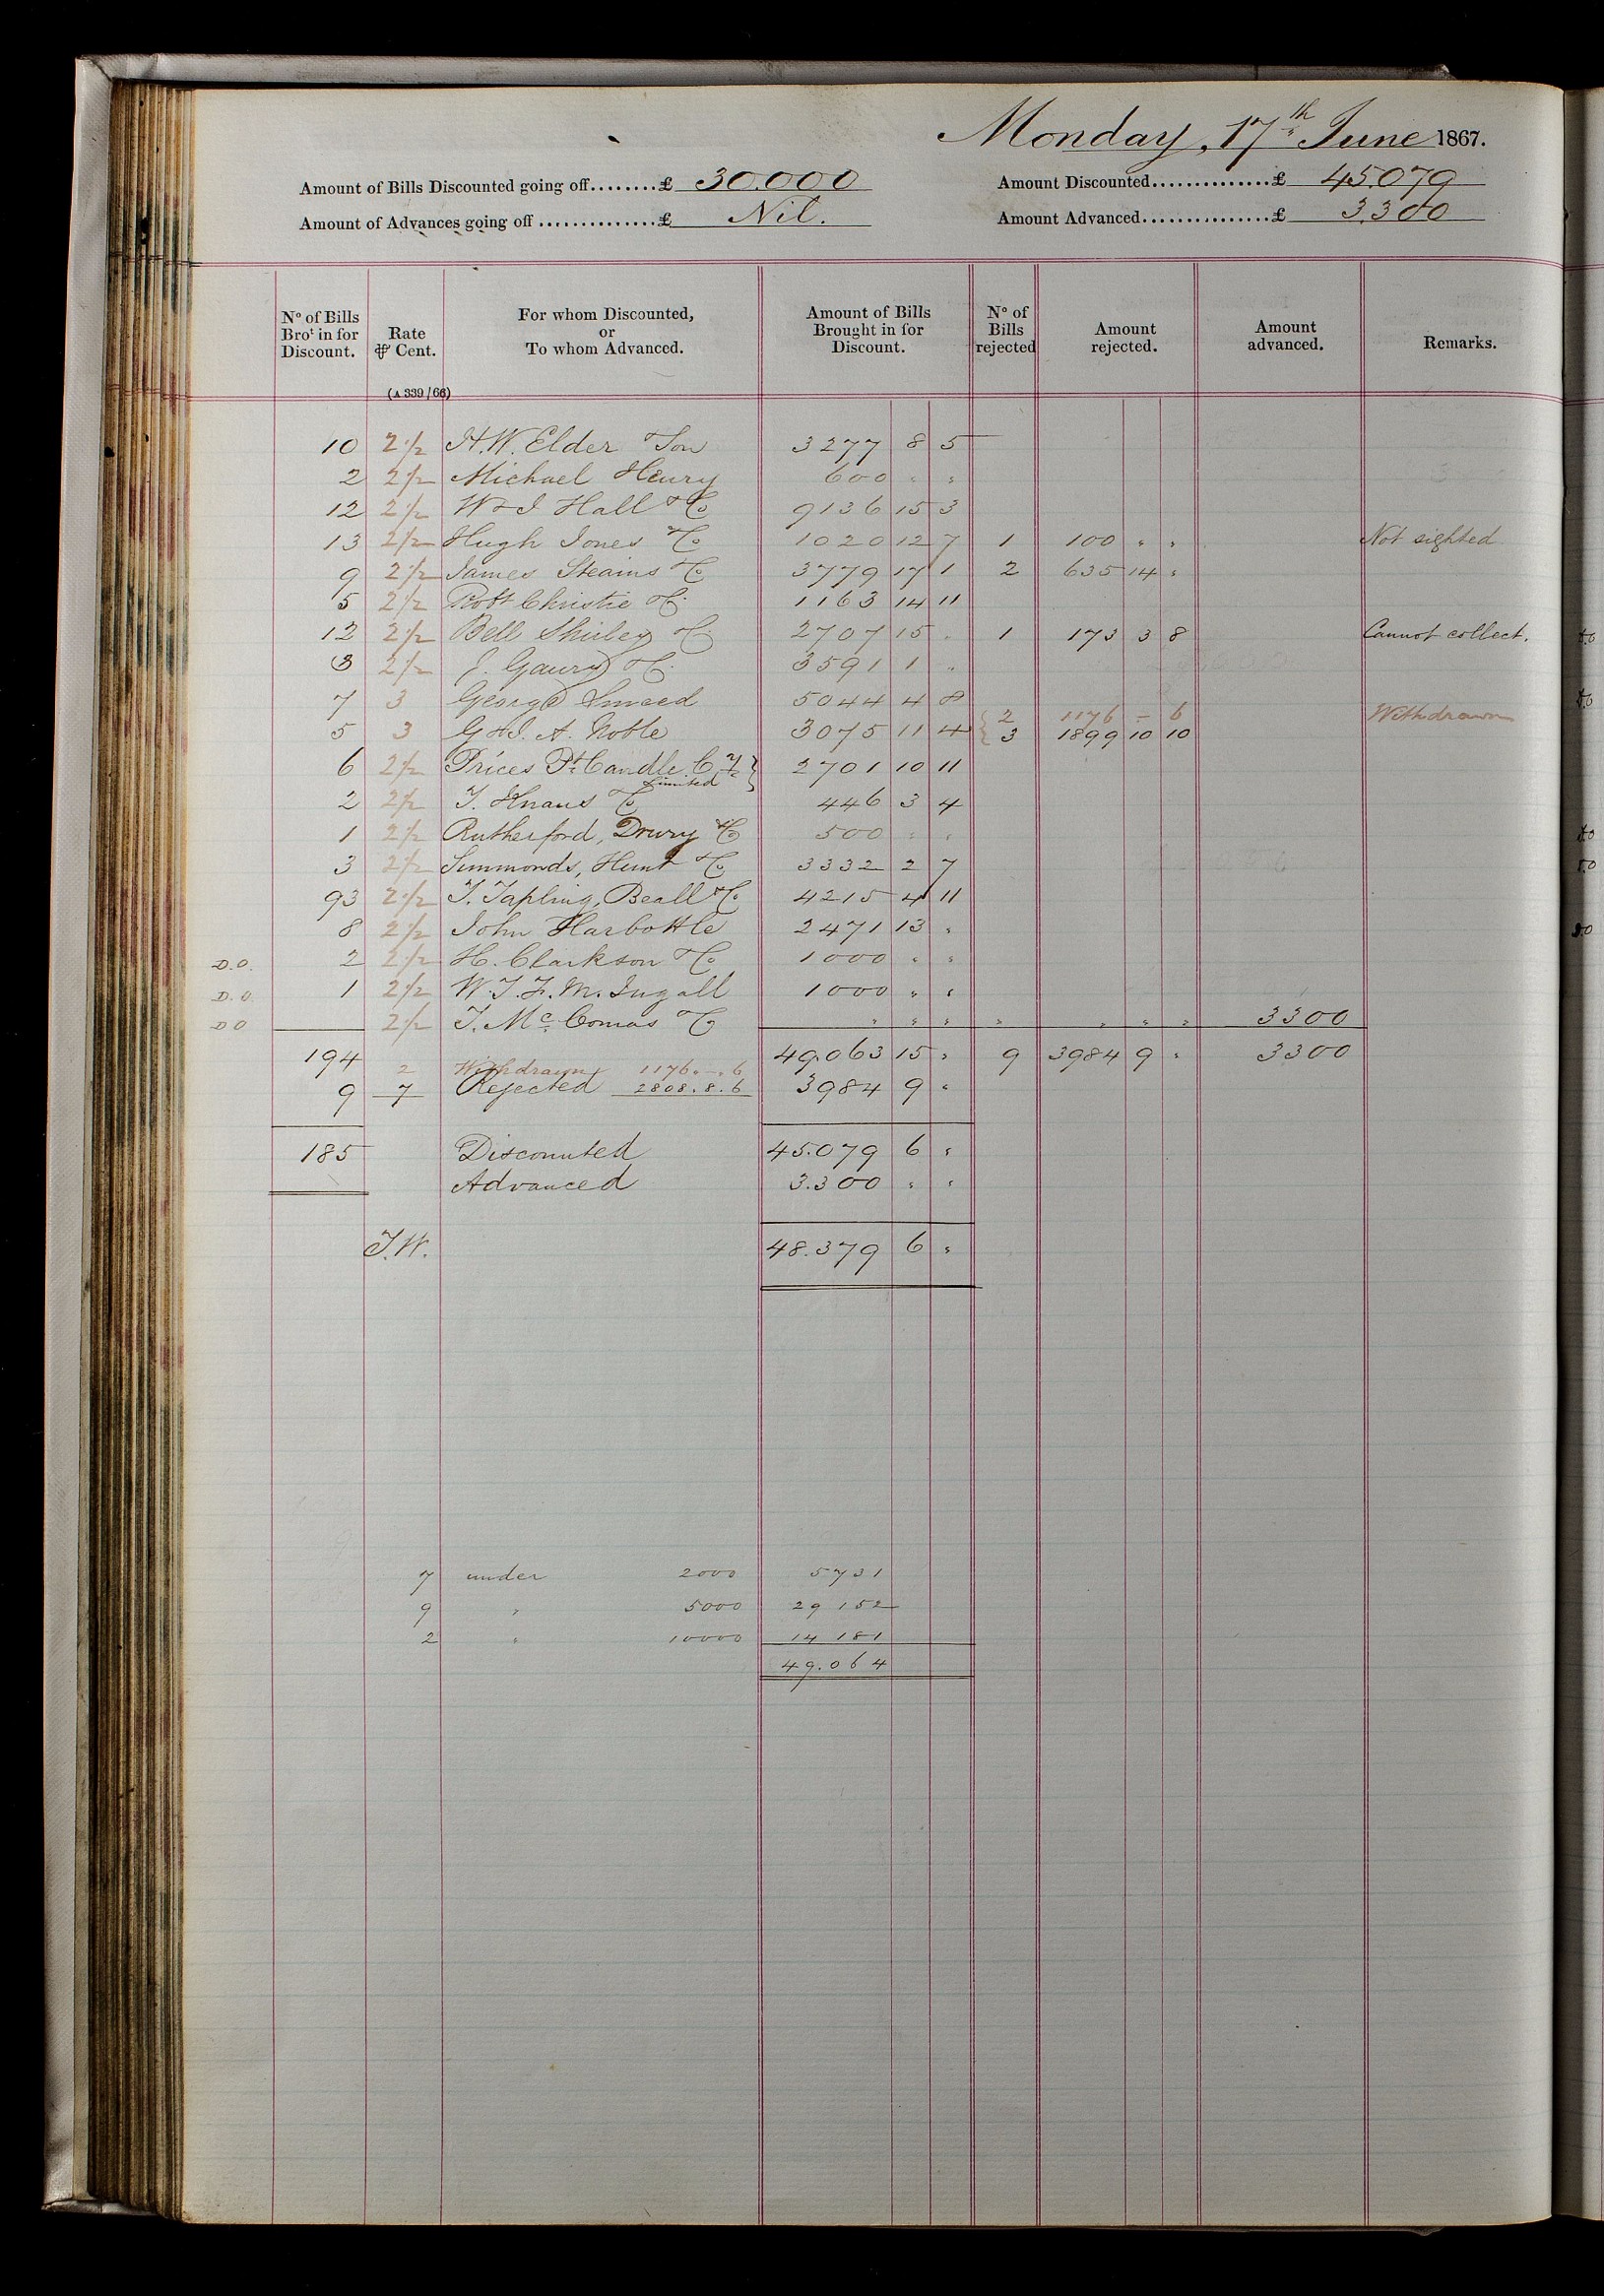 Monday, 17th June 1867.
Amount of Bills Discounted going off........£ 30.000 Amount Discounted...............£ 45.079
Amount of Advances going off ..............£ Nil. Amount Advanced................£ 3.300
No of Bills Brot in for Discount. Rate ⅌ Cent. For whom Discounted, or To whom Advanced. Amount of Bills Brought in for Discount. No of Bills rejected Amount rejected. Amount advanced. Remarks.
(A 339/66)
10 2½ H.W. Elder & Son 3277 8 5
2 2½ Michael Henry 600 " "
12 2½ W & J Hall & Co 9136 15 3
13 2½ Hugh Jones & Co 1020 12 7 1 100 " " Not sighted
9 2½ James Steains & Co 3779 17 1 2 635 14 "
5 2½ Robt Christie & Co 1163 14 11
12 2½ Bell Shirley & Co 2707 15 " 1 173 3 8 Cannot collect.
3 2½ J. & Co. 3591 1 "
7 3 George Smeed 5044 4 8
5 3 G & J. A. Noble 3075 11 4 { 2 1176 - 6 Withdrawn
3 1899 10 10
6 2½ Prices Pt Candle Cy } 2701 10 11
Limited
2 2½ & Co 446 3 4
1 2½ Rutherford, Drury & Co 500 " "
3 2½ Simmonds, Hunt & Co 3332 2 7
93 2½ T. Tapling, Beall & Co 4215 4 11
8 2½ John Harbottle 2471 13 "
D.O. 2 2½ H. Clarkson & Co 1000 " "
D.O. 1 2½ W.T.F.M. Ingall 1000 " "
DO 2½ T. McComas & Co " " " " " " " 3300
194 49.063 15 " 9 3984 9 " 3300
2 Withdrawn 1176.-.6
9 7 Rejected 2808.8.6 3984 9 "
185 Discounted 45.079 6 "
Advanced 3.300 " "
T.W. 48.379 6 "
7 under 2000 5731
9 " 5000 29 152
2 " 10000 14 181
49.064